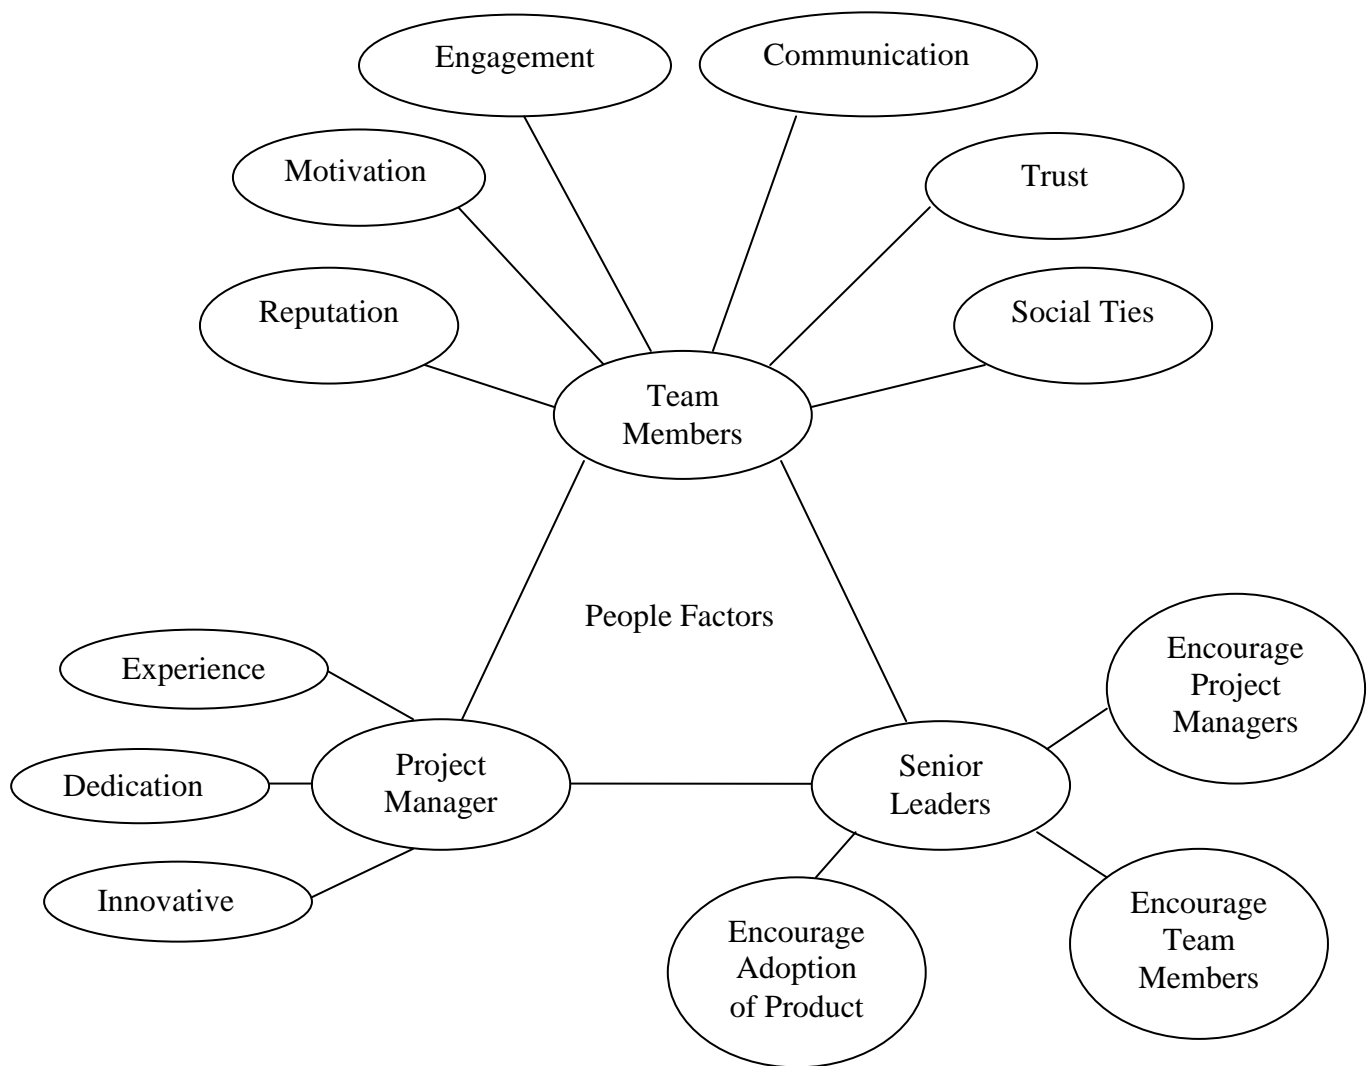 Engagement
Communication
Motivation
Trust
Reputation
Social Ties
Team
Members
People Factors
Experience
Encourage
Project
Managers
Dedication
Project
Manager
Senior
Leaders
Innovative
Encourage
Adoption
of Product
Encourage
Team
Members